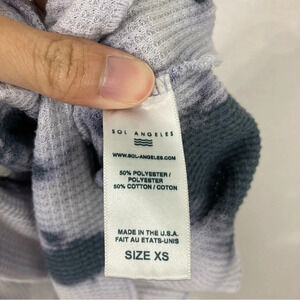 SOL ANGELES
WWW.SOL-ANGELES.COM
50% POLYESTER /
POLYESTER
50% COTTON / COTON
MADE IN THE U.S.A.
FAIT AU ETATS-UNIS
SIZE XS